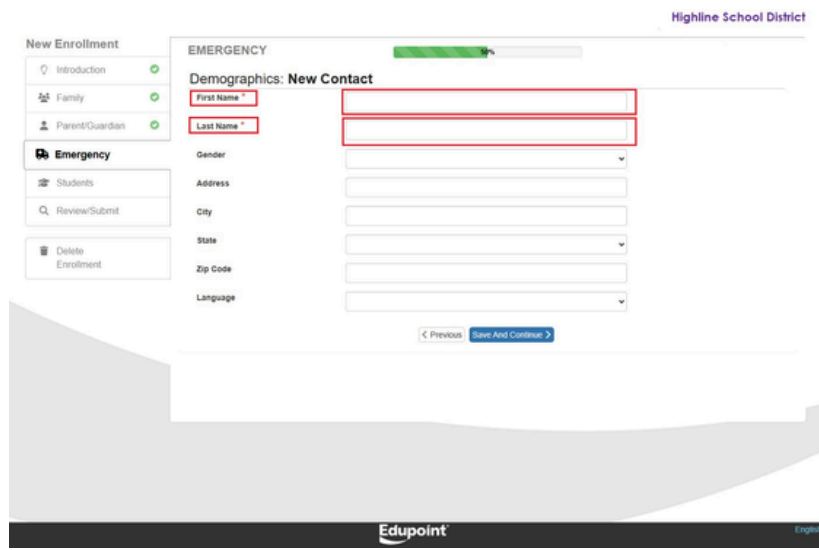 Highline School District
New Enrollment
Introduction
Family
Parent/Guardian
Emergency
Students
Review/Submit
Delete
Enrollment
EMERGENCY
50%
Demographics: New Contact
First Name *
Last Name *
Gender
Address
City
State
Zip Code
Language
Previous
Save And Continue
Edupoint
English